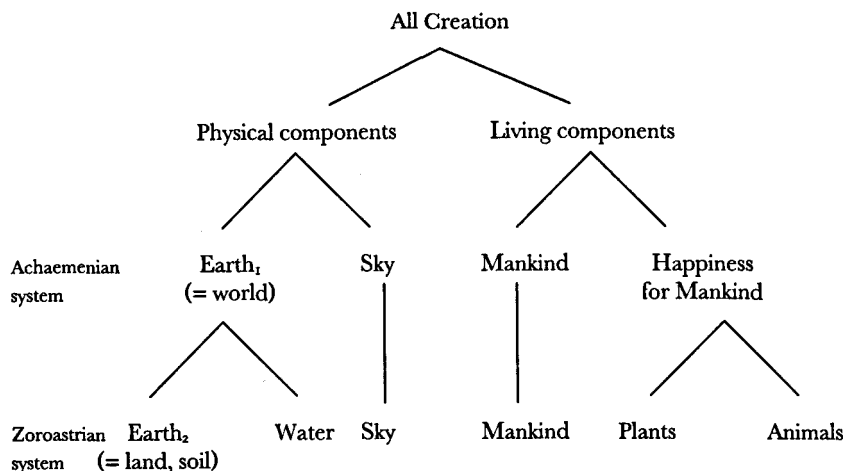 All Creation
Physical components Living components
Achaemenian Earth₁ Sky Mankind Happiness
system (= world) for Mankind
Zoroastrian Earth₂ Water Sky Mankind Plants Animals
system (= land, soil)